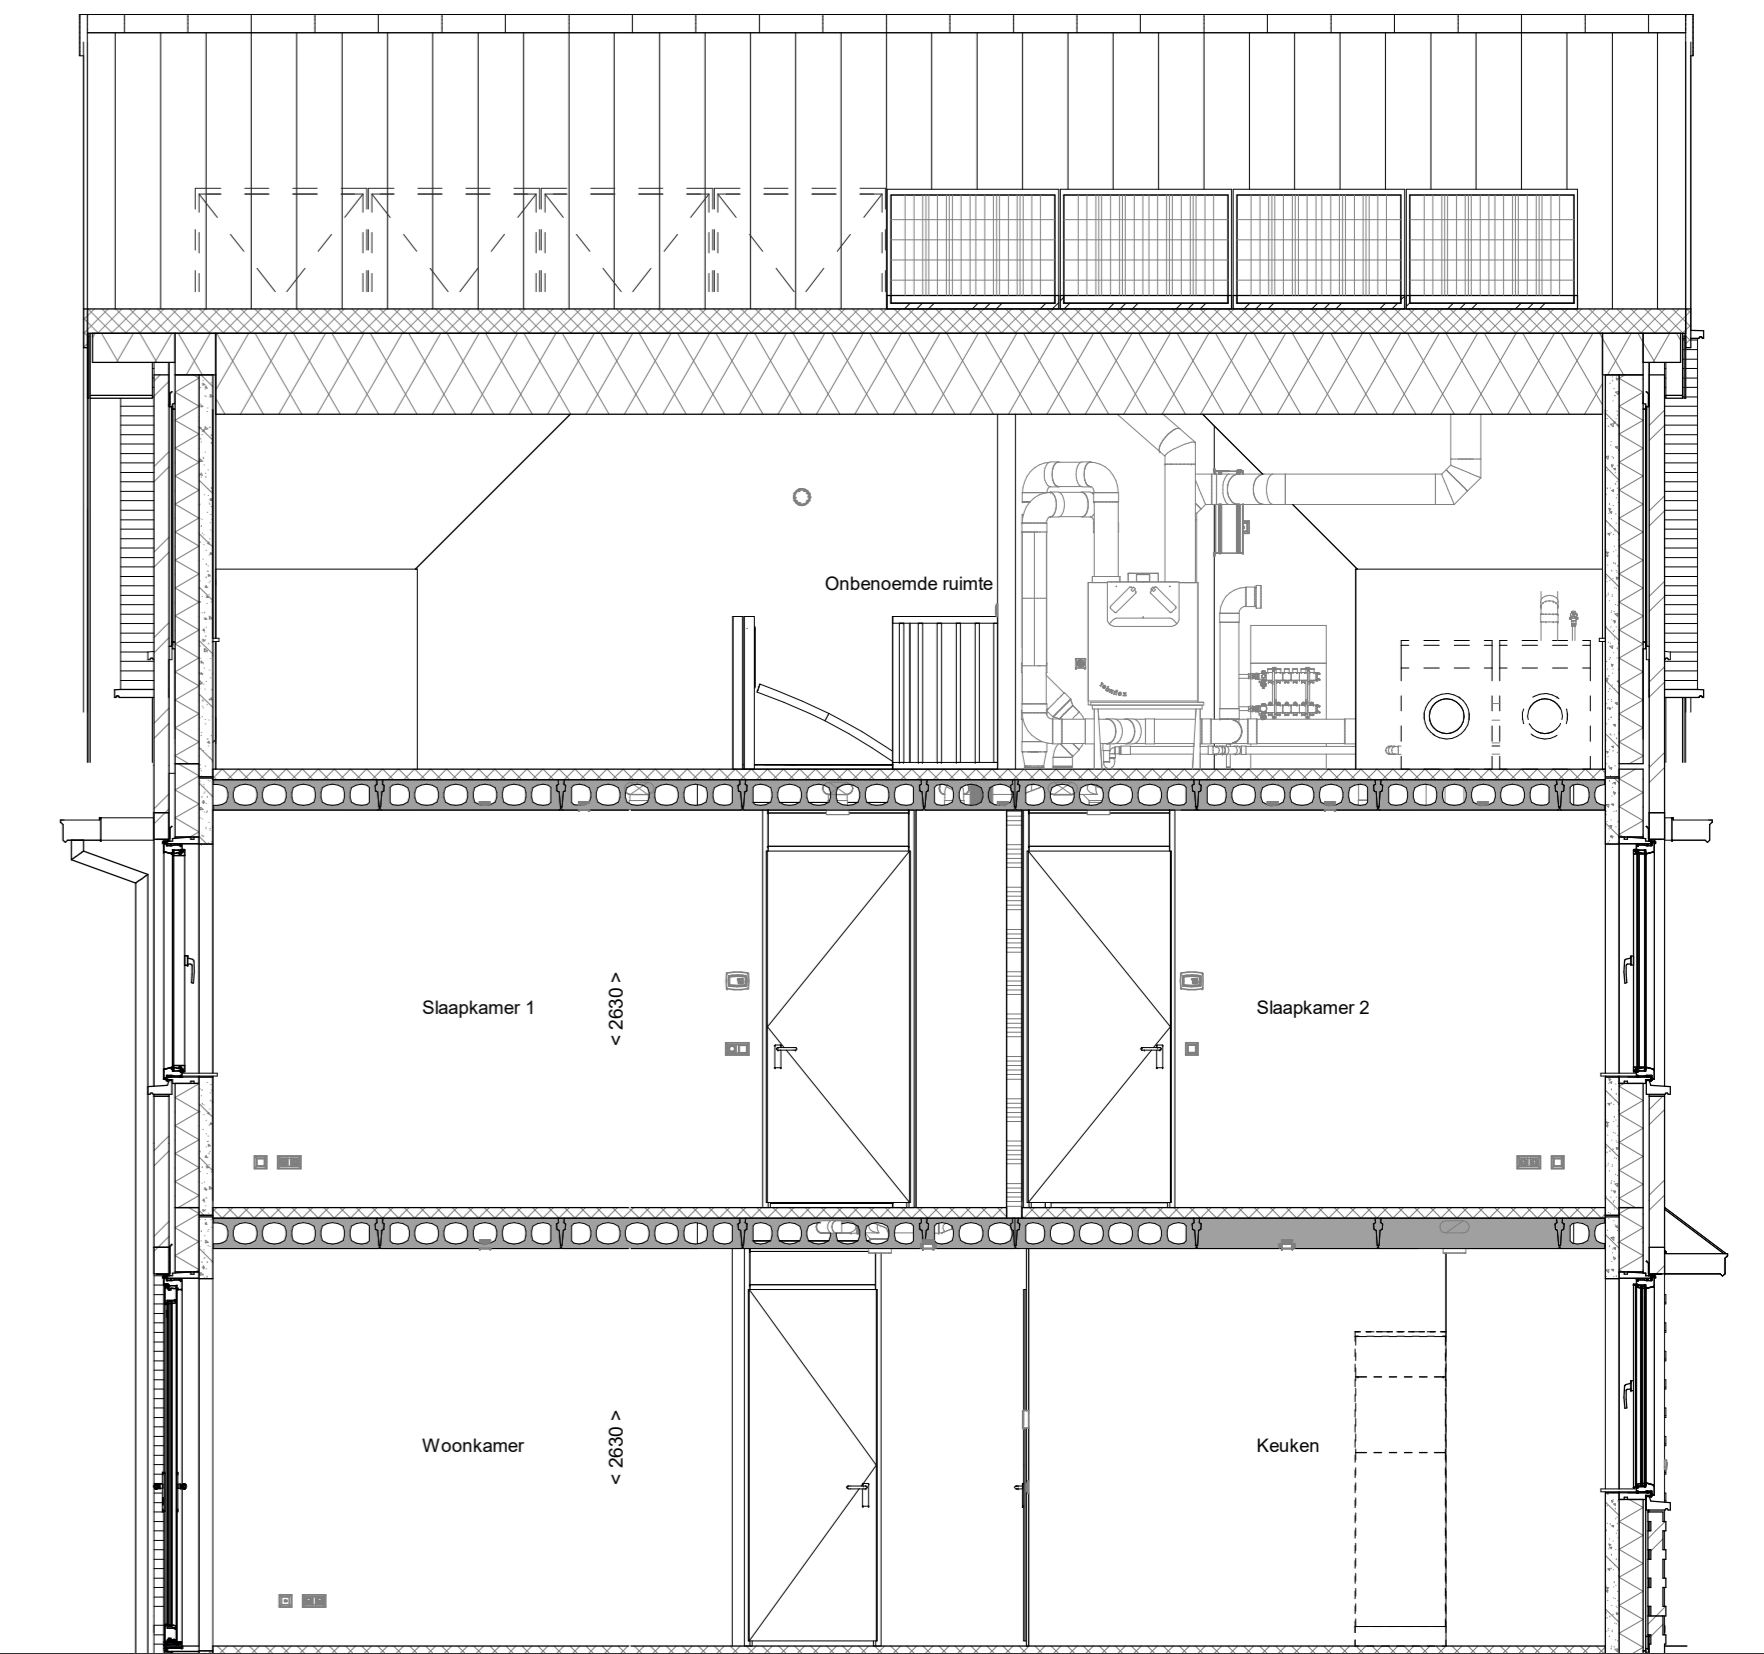 Onbenoemde ruimte
Slaapkamer 1
< 2630 >
Slaapkamer 2
Woonkamer
< 2630 >
Keuken